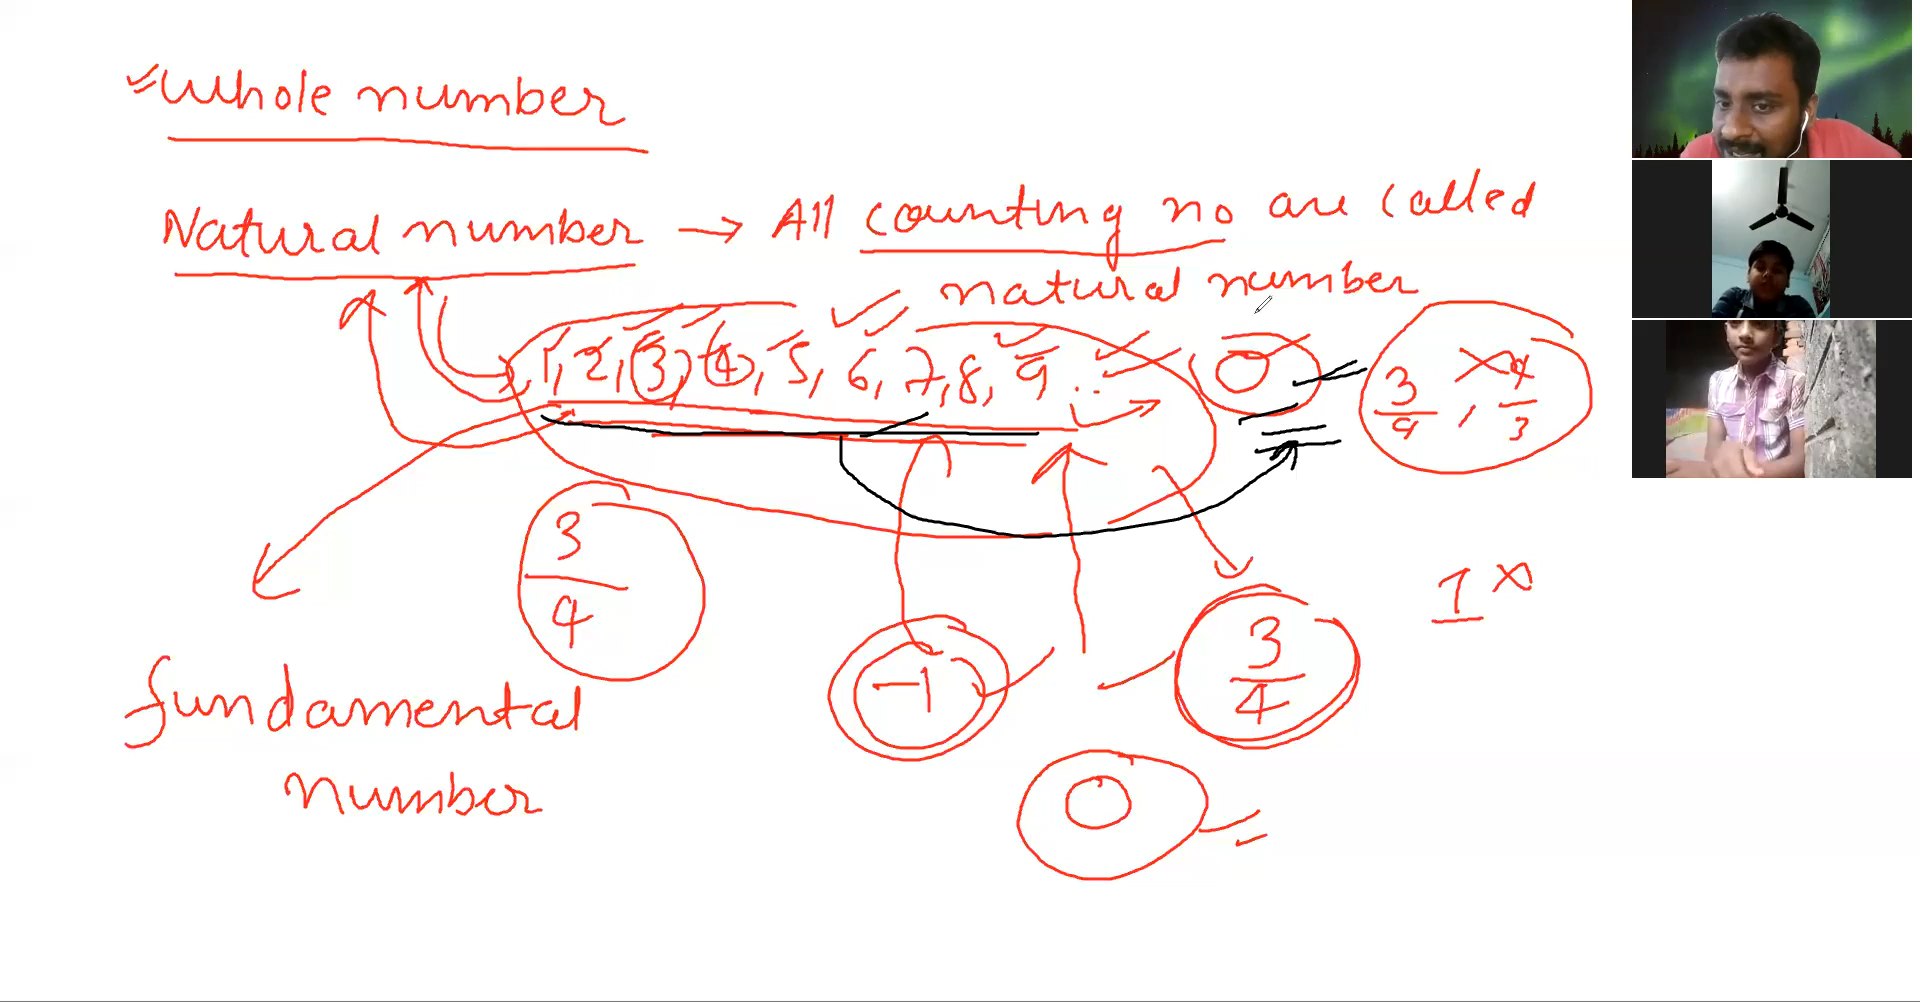 Whole number
Natural number → All counting no are called
natural number
1, 2, 3, 4, 5, 6, 7, 8, 9 .. 0
3/9, 4/3
3/4
-1
3/4
1 ×
fundamental
number
0